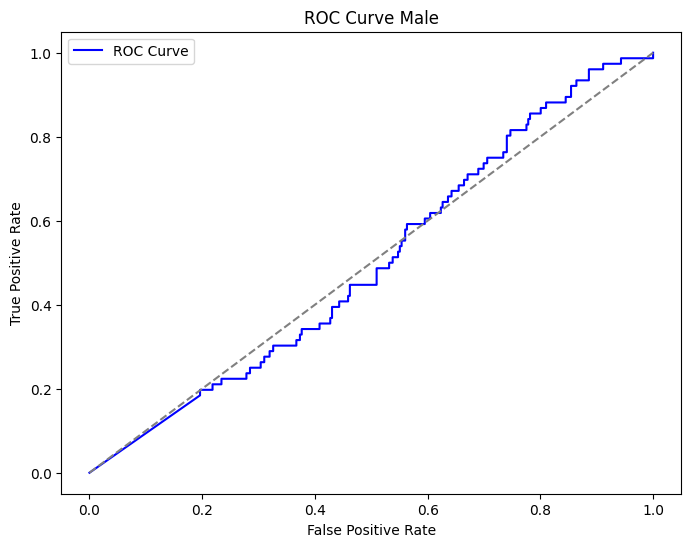 ROC Curve Male
ROC Curve
True Positive Rate
1.0
0.8
0.6
0.4
0.2
0.0
0.0 0.2 0.4 0.6 0.8 1.0
False Positive Rate